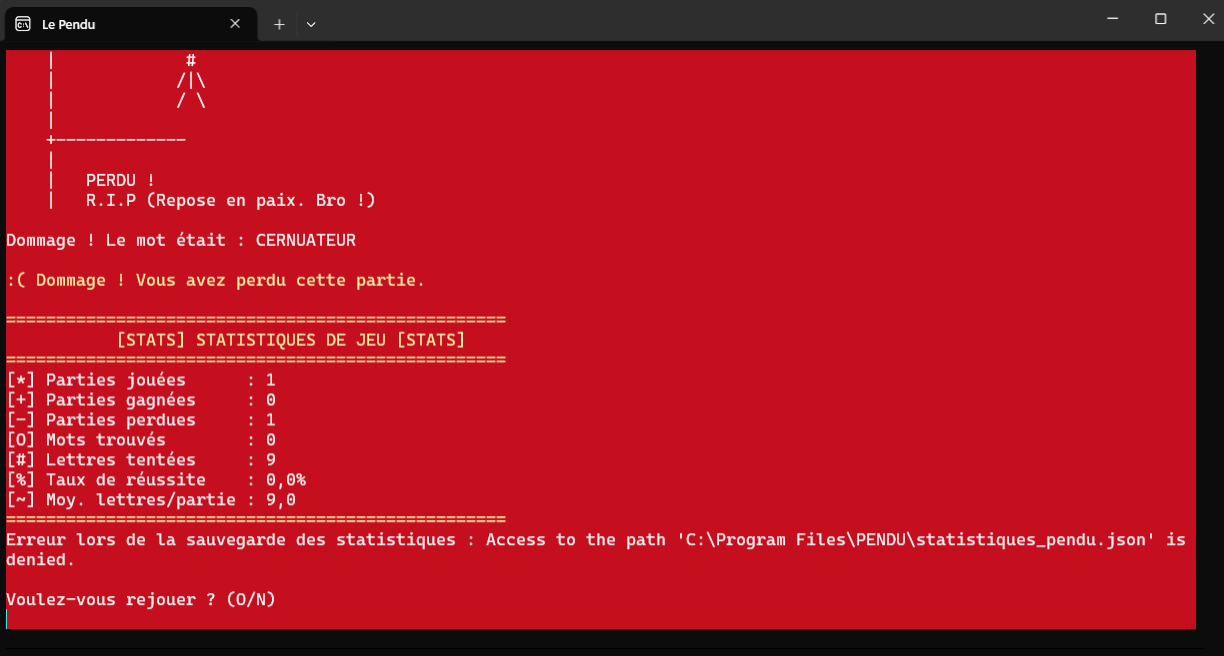 Le Pendu
|             #
|            /|\
|            / \
|
+-------------
|
|   PERDU !
|   R.I.P (Repose en paix. Bro !)
Dommage ! Le mot était : CERNUATEUR
:( Dommage ! Vous avez perdu cette partie.
==================================================
[STATS] STATISTIQUES DE JEU [STATS]
==================================================
[*] Parties jouées      : 1
[+] Parties gagnées     : 0
[-] Parties perdues     : 1
[O] Mots trouvés        : 0
[#] Lettres tentées     : 9
[%] Taux de réussite    : 0,0%
[~] Moy. lettres/partie : 9,0
==================================================
Erreur lors de la sauvegarde des statistiques : Access to the path 'C:\Program Files\PENDU\statistiques_pendu.json' is
denied.
Voulez-vous rejouer ? (O/N)